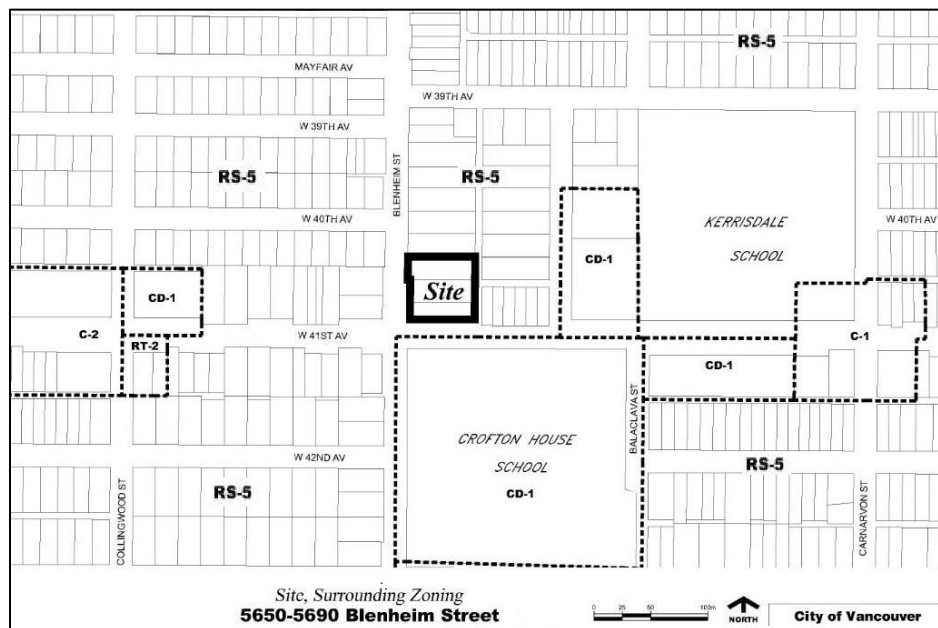 RS-5
MAYFAIR AV
W 39TH AV
W 39TH AV
RS-5
BLENHEIM ST
RS-5
W 40TH AV
W 40TH AV
KERRISDALE
SCHOOL
CD-1
Site
CD-1
C-2
RT-2
W 41ST AV
C-1
CD-1
BALACLAVA ST
CROFTON HOUSE
SCHOOL
CD-1
W 42ND AV
RS-5
RS-5
COLLINGWOOD ST
CARNARVON ST
Site, Surrounding Zoning
5650-5690 Blenheim Street
0 25 50 100m
NORTH
City of Vancouver